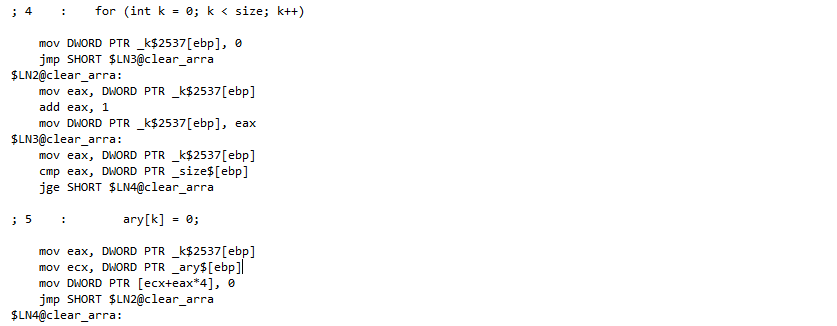 ; 4    :    for (int k = 0; k < size; k++)
mov DWORD PTR _k$2537[ebp], 0
jmp SHORT $LN3@clear_arra
$LN2@clear_arra:
mov eax, DWORD PTR _k$2537[ebp]
add eax, 1
mov DWORD PTR _k$2537[ebp], eax
$LN3@clear_arra:
mov eax, DWORD PTR _k$2537[ebp]
cmp eax, DWORD PTR _size$[ebp]
jge SHORT $LN4@clear_arra
; 5    :        ary[k] = 0;
mov eax, DWORD PTR _k$2537[ebp]
mov ecx, DWORD PTR _ary$[ebp]
mov DWORD PTR [ecx+eax*4], 0
jmp SHORT $LN2@clear_arra
$LN4@clear_arra: